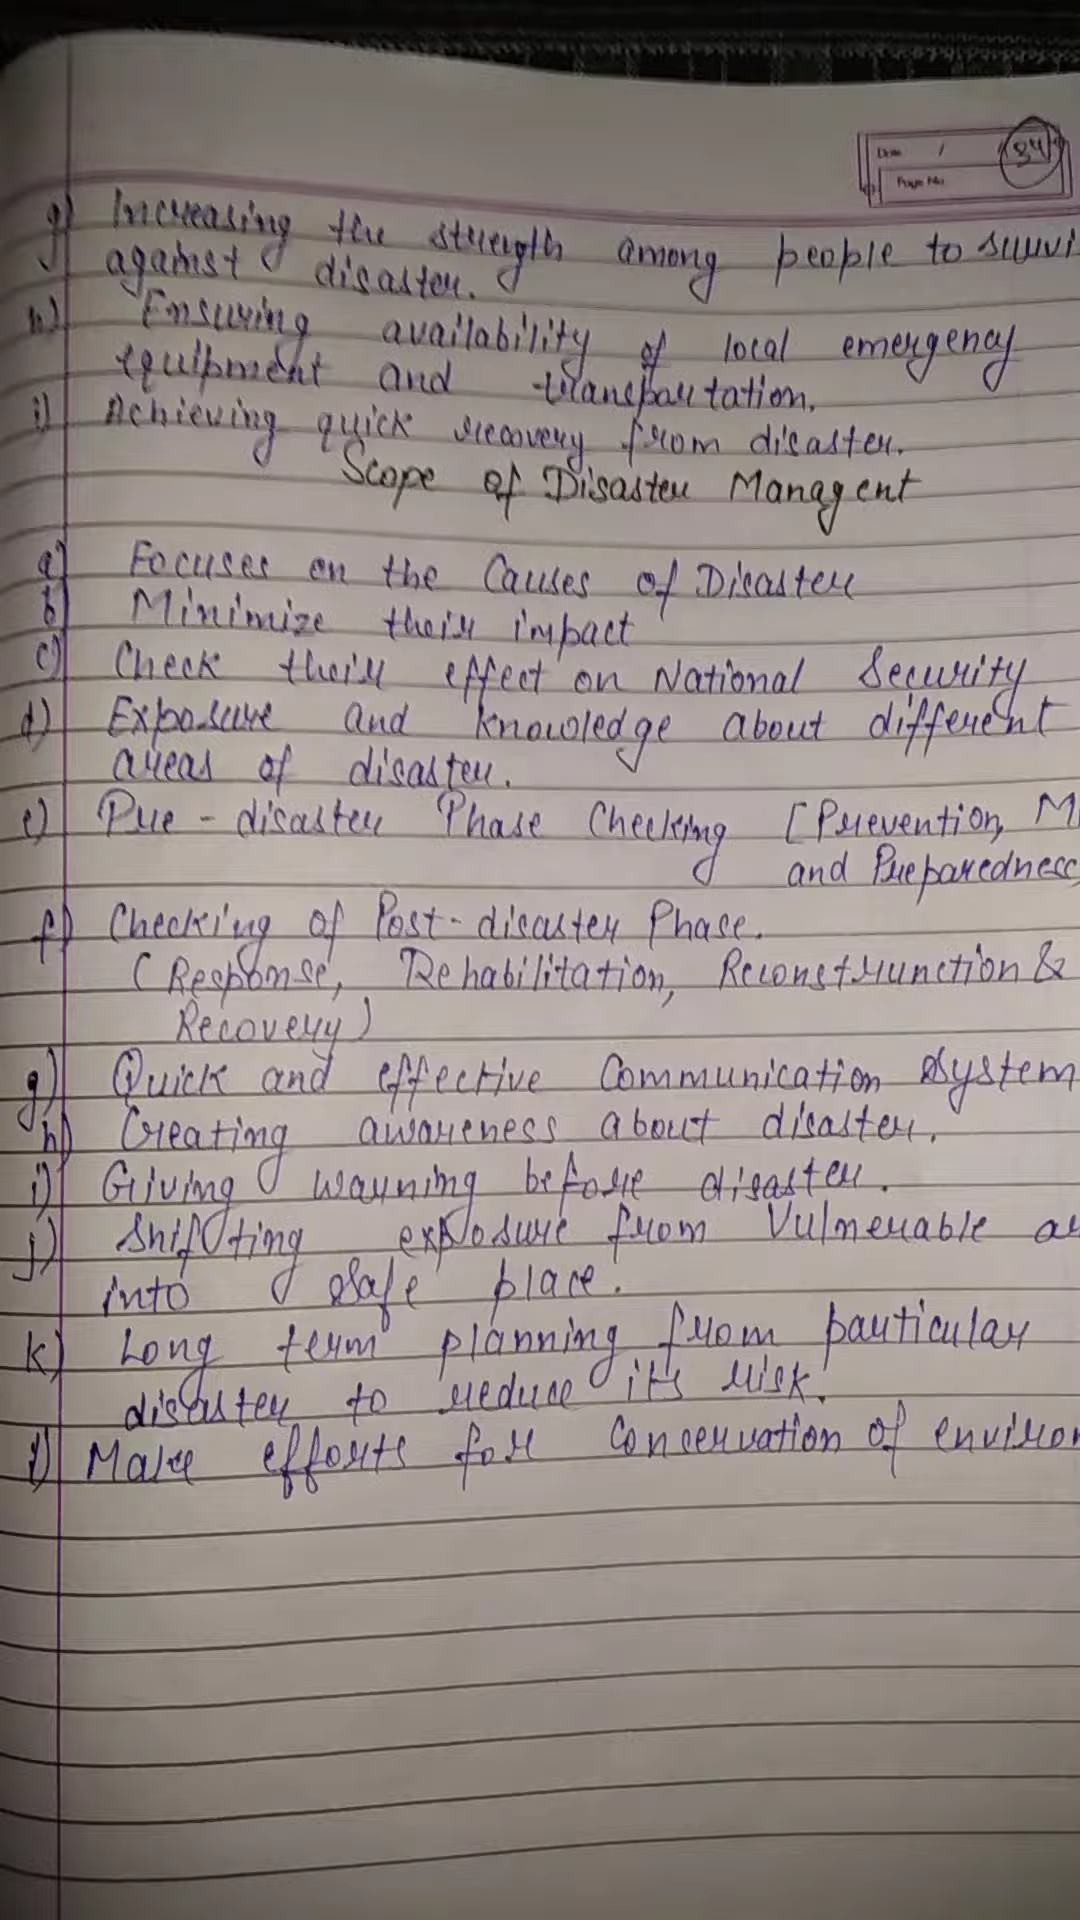 Date / /
34
Page No.
g) Increasing the strength among people to survi
against disaster.
h) Ensuring availability of local emergency
equipment and transportation.
i) Achieving quick recovery from disaster.
Scope of Disaster Managent
a) Focuses on the Causes of Disaster
b) Minimize their impact
c) Check their effect on National Security
d) Exposure and knowledge about different
areas of disaster.
e) Pre-disaster Phase Checking [Prevention, M
and Preparedness
f) Checking of Post-disaster Phase.
(Response, Rehabilitation, Reconstrunction &
Recovery)
g) Quick and effective Communication System
h) Creating awareness about disaster.
i) Giving warning before disaster.
j) Shifting exposure from Vulnerable a
into safe place.
k) Long term planning from particular
disaster to reduce its risk.
l) Make efforts for Conservation of environ